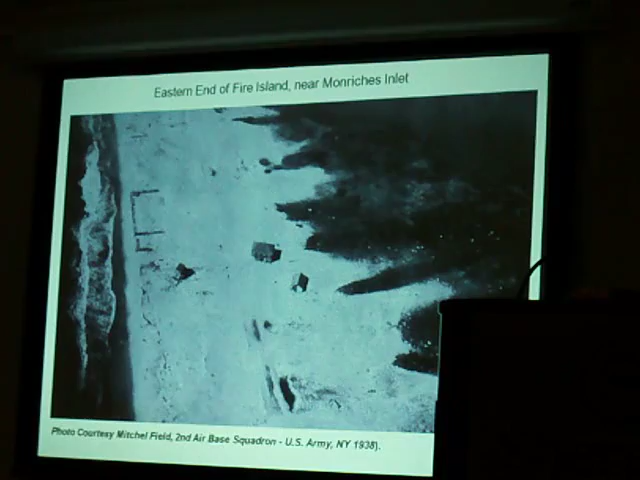 Eastern End of Fire Island, near Monriches Inlet
Photo Courtesy Mitchel Field, 2nd Air Base Squadron - U.S. Army, NY 1938).